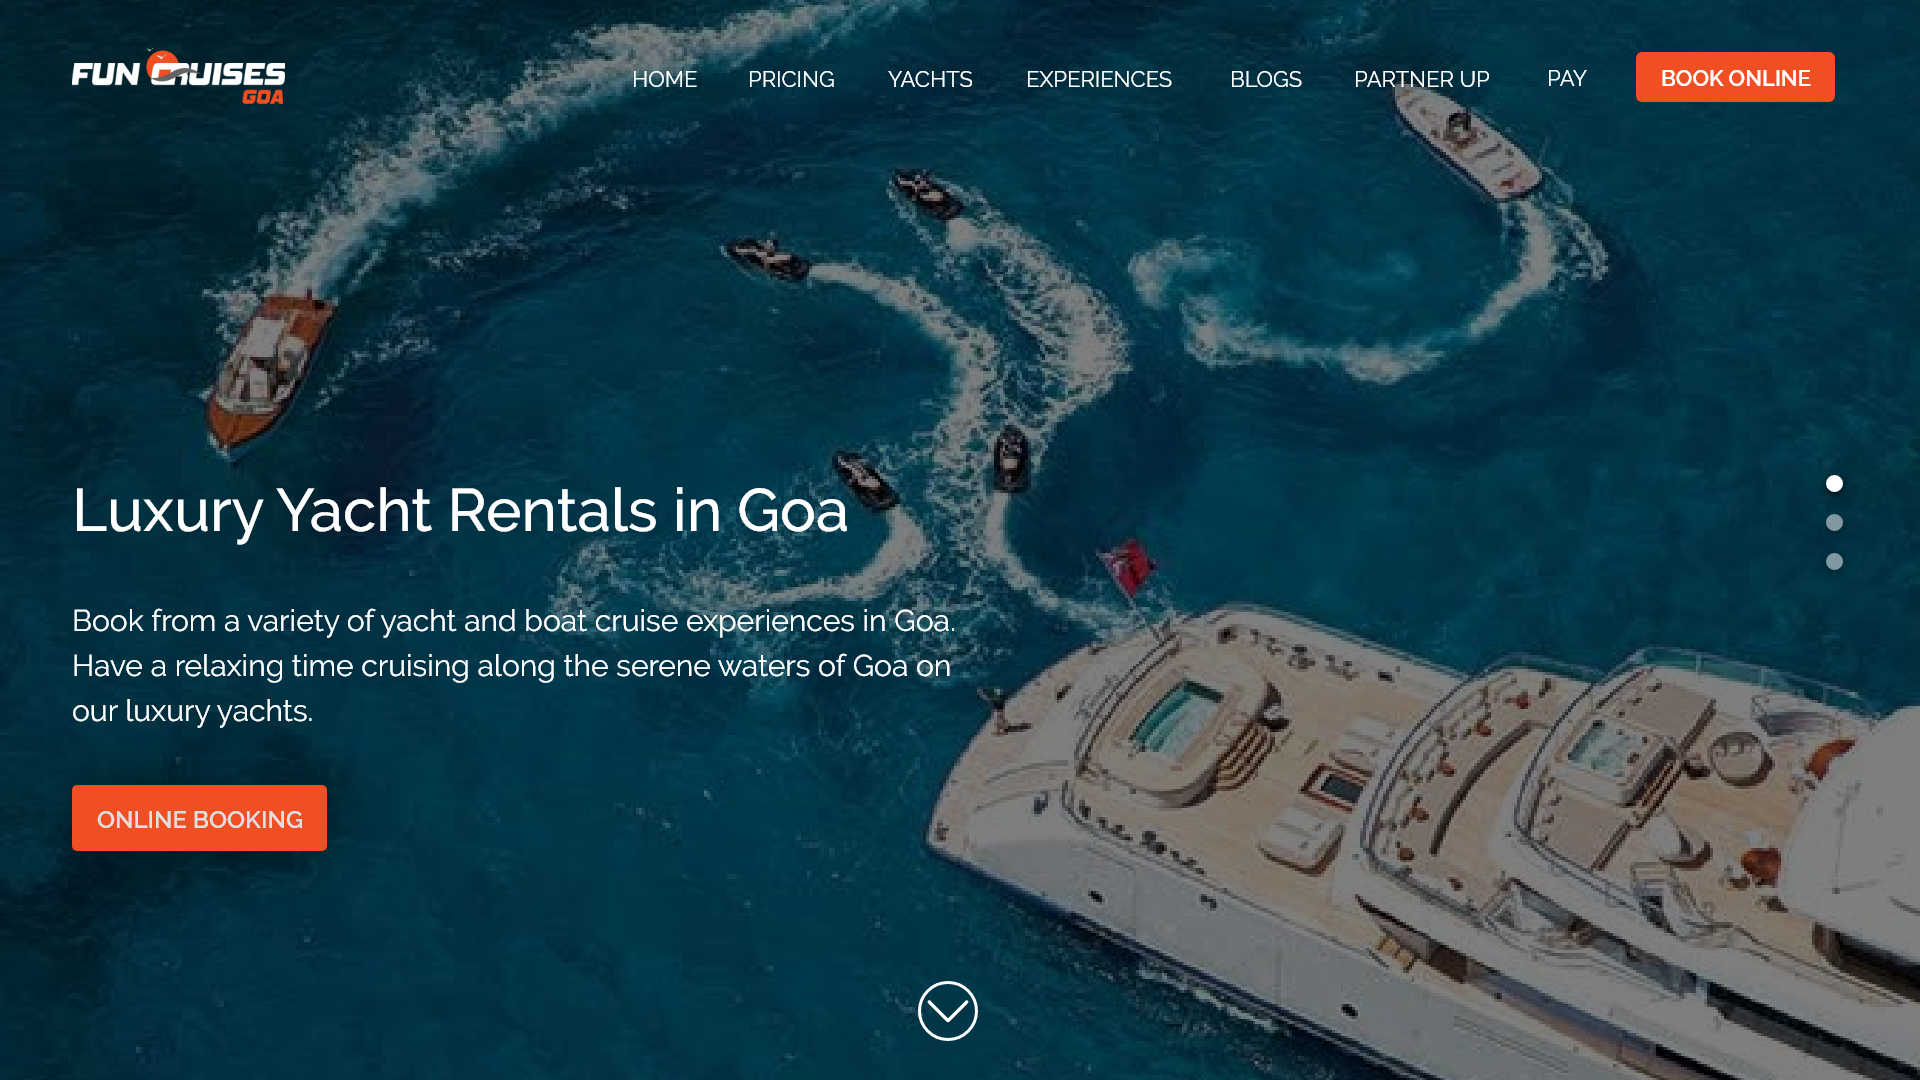 FUN CRUISES
GOA
HOME
PRICING
YACHTS
EXPERIENCES
BLOGS
PARTNER UP
PAY
BOOK ONLINE
Luxury Yacht Rentals in Goa
Book from a variety of yacht and boat cruise experiences in Goa.
Have a relaxing time cruising along the serene waters of Goa on
our luxury yachts.
ONLINE BOOKING